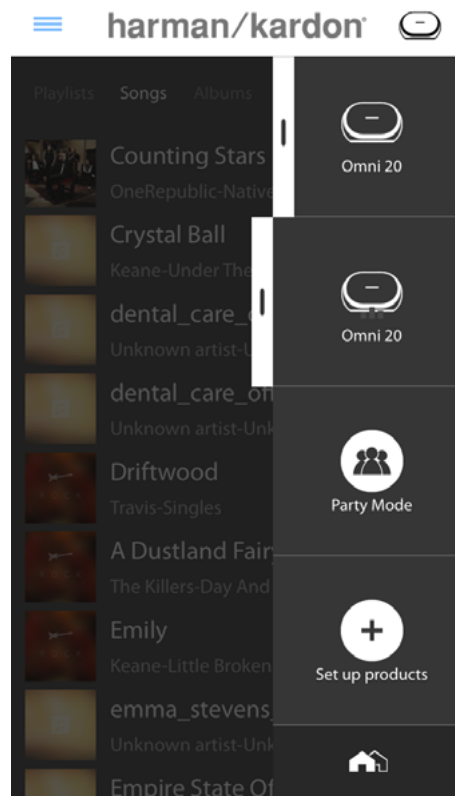 harman/kardon
Playlists Songs Albums
Counting Stars
OneRepublic-Native
Crystal Ball
Keane-Under The
dental_care_
Unknown artist-U
dental_care_off
Unknown artist-Unk
Driftwood
Travis-Singles
A Dustland Fair
The Killers-Day And
Emily
Keane-Little Broken
emma_stevens_
Unknown artist-Unk
Empire State Of
Omni 20
Omni 20
Party Mode
Set up products